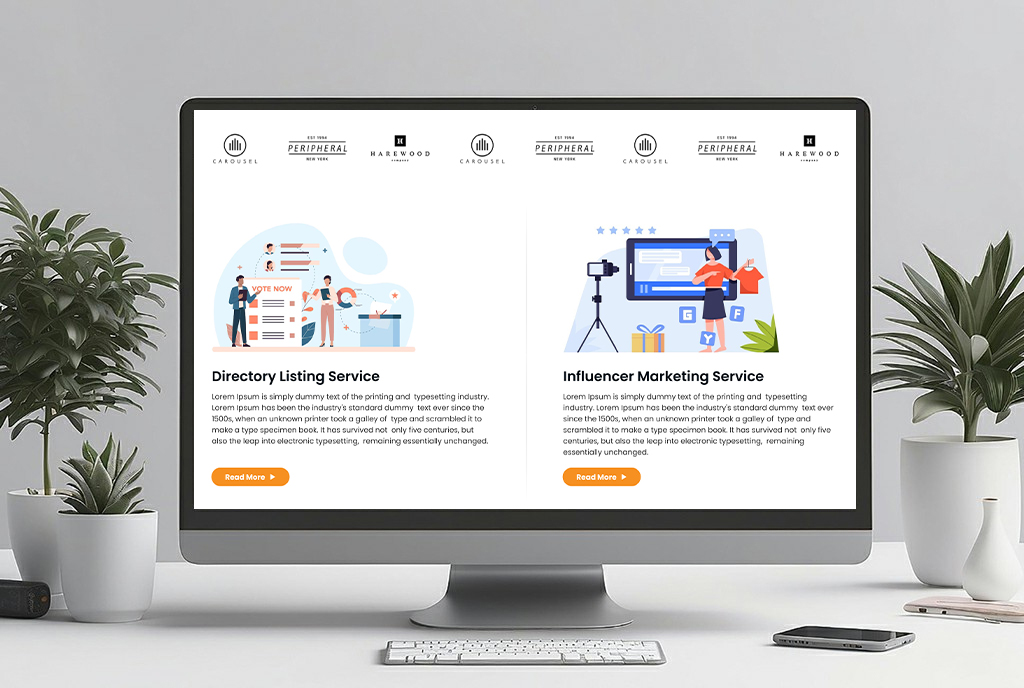 CAROUSEL
EST 1994
PERIPHERAL
NEW YORK
H
HAREWOOD
company
CAROUSEL
EST 1994
PERIPHERAL
NEW YORK
CAROUSEL
EST 1994
PERIPHERAL
NEW YORK
H
HAREWOOD
company
VOTE NOW
G
F
Y
Directory Listing Service
Lorem Ipsum is simply dummy text of the printing and typesetting industry.
Lorem Ipsum has been the industry's standard dummy text ever since the
1500s, when an unknown printer took a galley of type and scrambled it to
make a type specimen book. It has survived not only five centuries, but
also the leap into electronic typesetting, remaining essentially unchanged.
Read More
Influencer Marketing Service
Lorem Ipsum is simply dummy text of the printing and typesetting
industry. Lorem Ipsum has been the industry's standard dummy text ever
since the 1500s, when an unknown printer took a galley of type and
scrambled it to make a type specimen book. It has survived not only five
centuries, but also the leap into electronic typesetting, remaining
essentially unchanged.
Read More